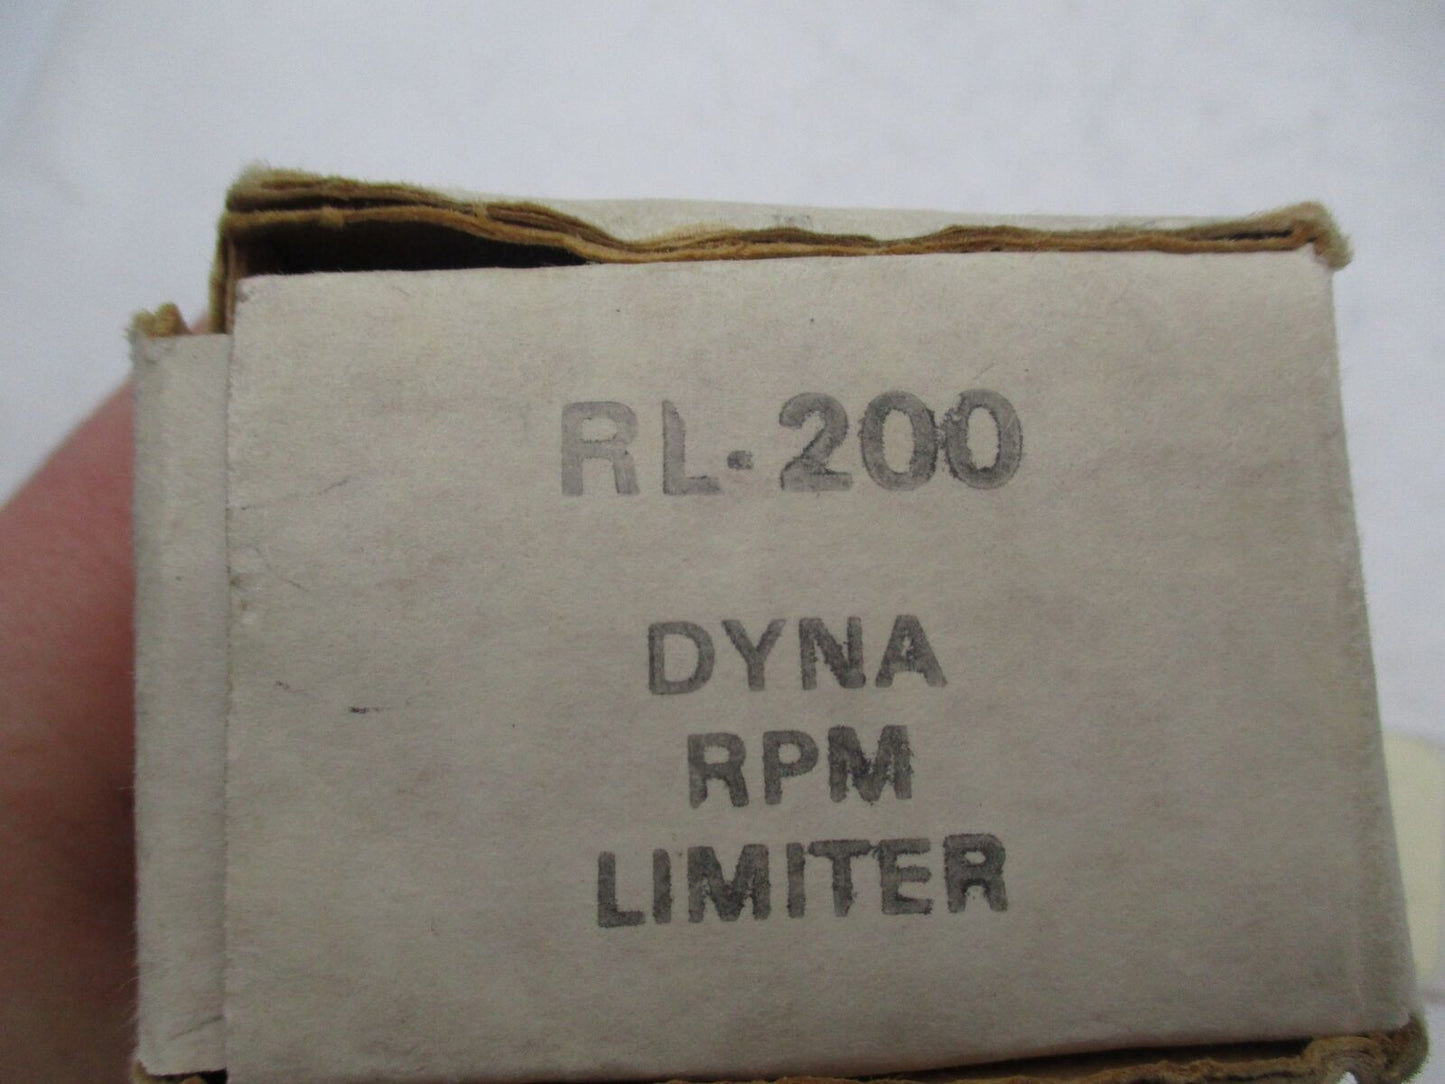 RL-200
DYNA
RPM
LIMITER